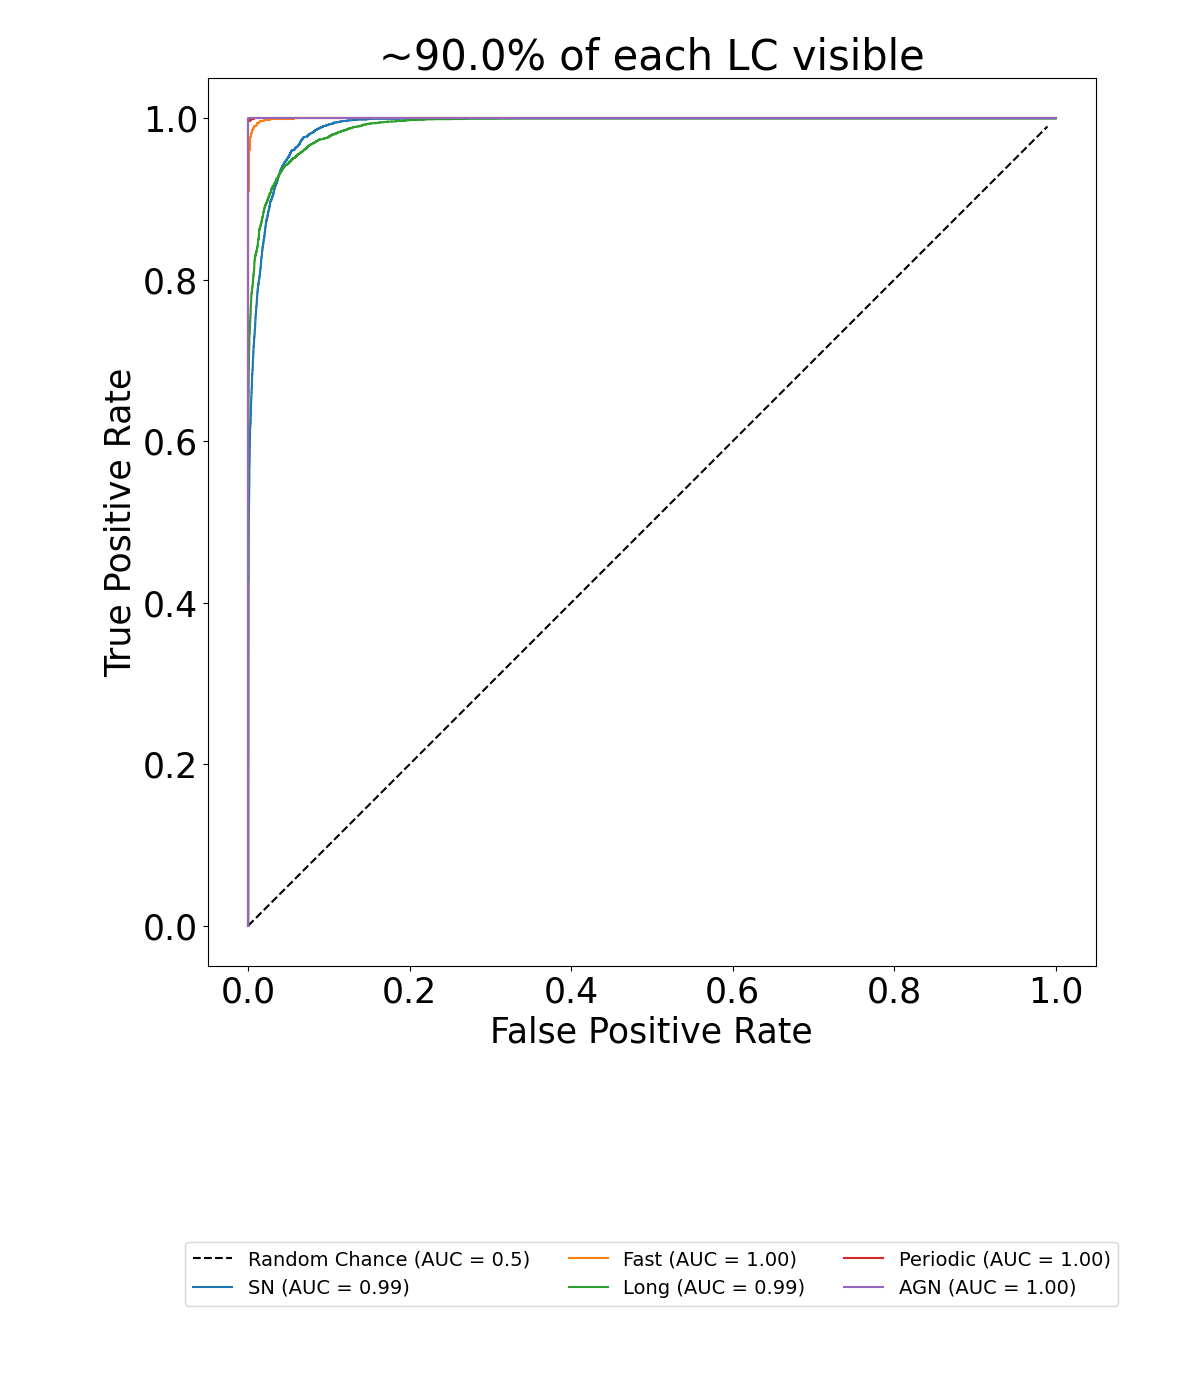 ~90.0% of each LC visible
True Positive Rate
1.0
0.8
0.6
0.4
0.2
0.0
0.0 0.2 0.4 0.6 0.8 1.0
False Positive Rate
Random Chance (AUC = 0.5) Fast (AUC = 1.00) Periodic (AUC = 1.00)
SN (AUC = 0.99) Long (AUC = 0.99) AGN (AUC = 1.00)